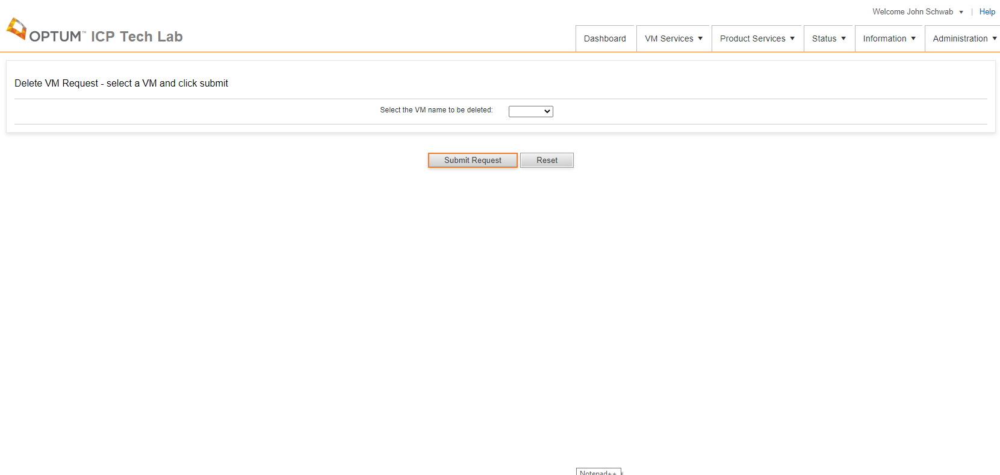 Welcome John Schwab | Help
OPTUM™ ICP Tech Lab
Dashboard VM Services Product Services Status Information Administration
Delete VM Request - select a VM and click submit
Select the VM name to be deleted:
Submit Request Reset
Notepad++